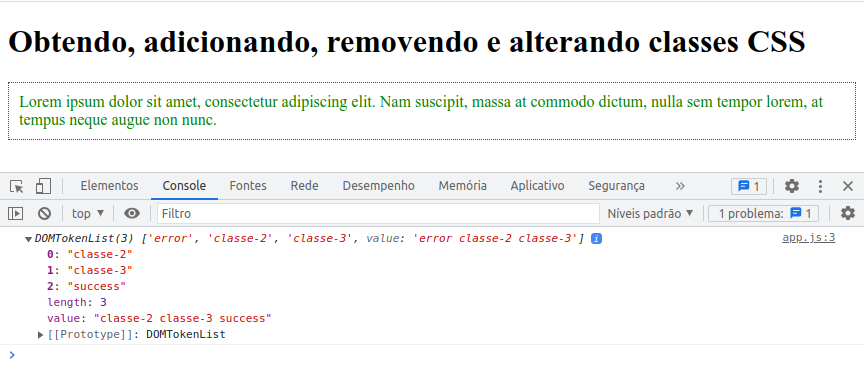 Obtendo, adicionando, removendo e alterando classes CSS
Lorem ipsum dolor sit amet, consectetur adipiscing elit. Nam suscipit, massa at commodo dictum, nulla sem tempor lorem, at
tempus neque augue non nunc.
Elementos Console Fontes Rede Desempenho Memória Aplicativo Segurança » 1
top ▼ Filtro Níveis padrão ▼ 1 problema: 1
▼DOMTokenList(3) ['error', 'classe-2', 'classe-3', value: 'error classe-2 classe-3'] i app.js:3
0: "classe-2"
1: "classe-3"
2: "success"
length: 3
value: "classe-2 classe-3 success"
▶[[Prototype]]: DOMTokenList
>